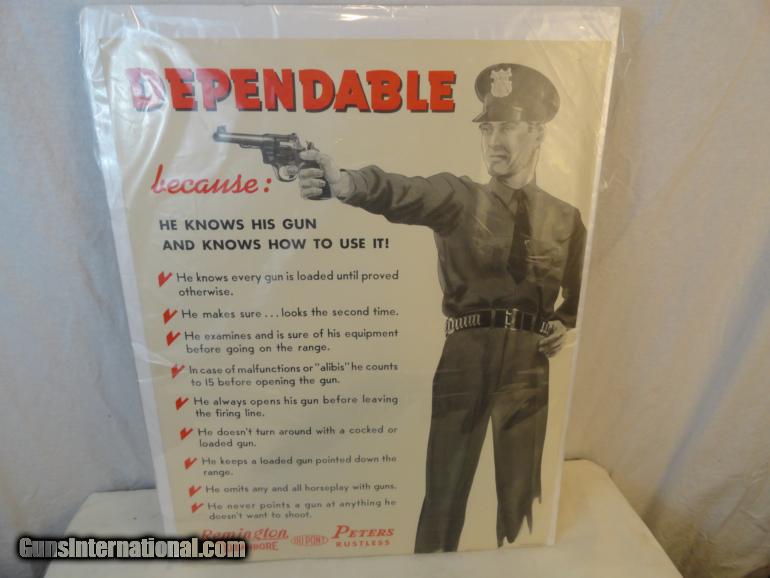 DEPENDABLE
because:
HE KNOWS HIS GUN
AND KNOWS HOW TO USE IT!
He knows every gun is loaded until proved
otherwise.
He makes sure ... looks the second time.
He examines and is sure of his equipment
before going on the range.
In case of malfunctions or "alibis" he counts
to 15 before opening the gun.
He always opens his gun before leaving
the firing line.
He doesn't turn around with a cocked or
loaded gun.
He keeps a loaded gun pointed down the
range.
He omits any and all horseplay with guns.
He never points a gun at anything he
doesn't want to shoot.
Remington DU PONT PETERS
RUSTLESS
GunsInternational.com